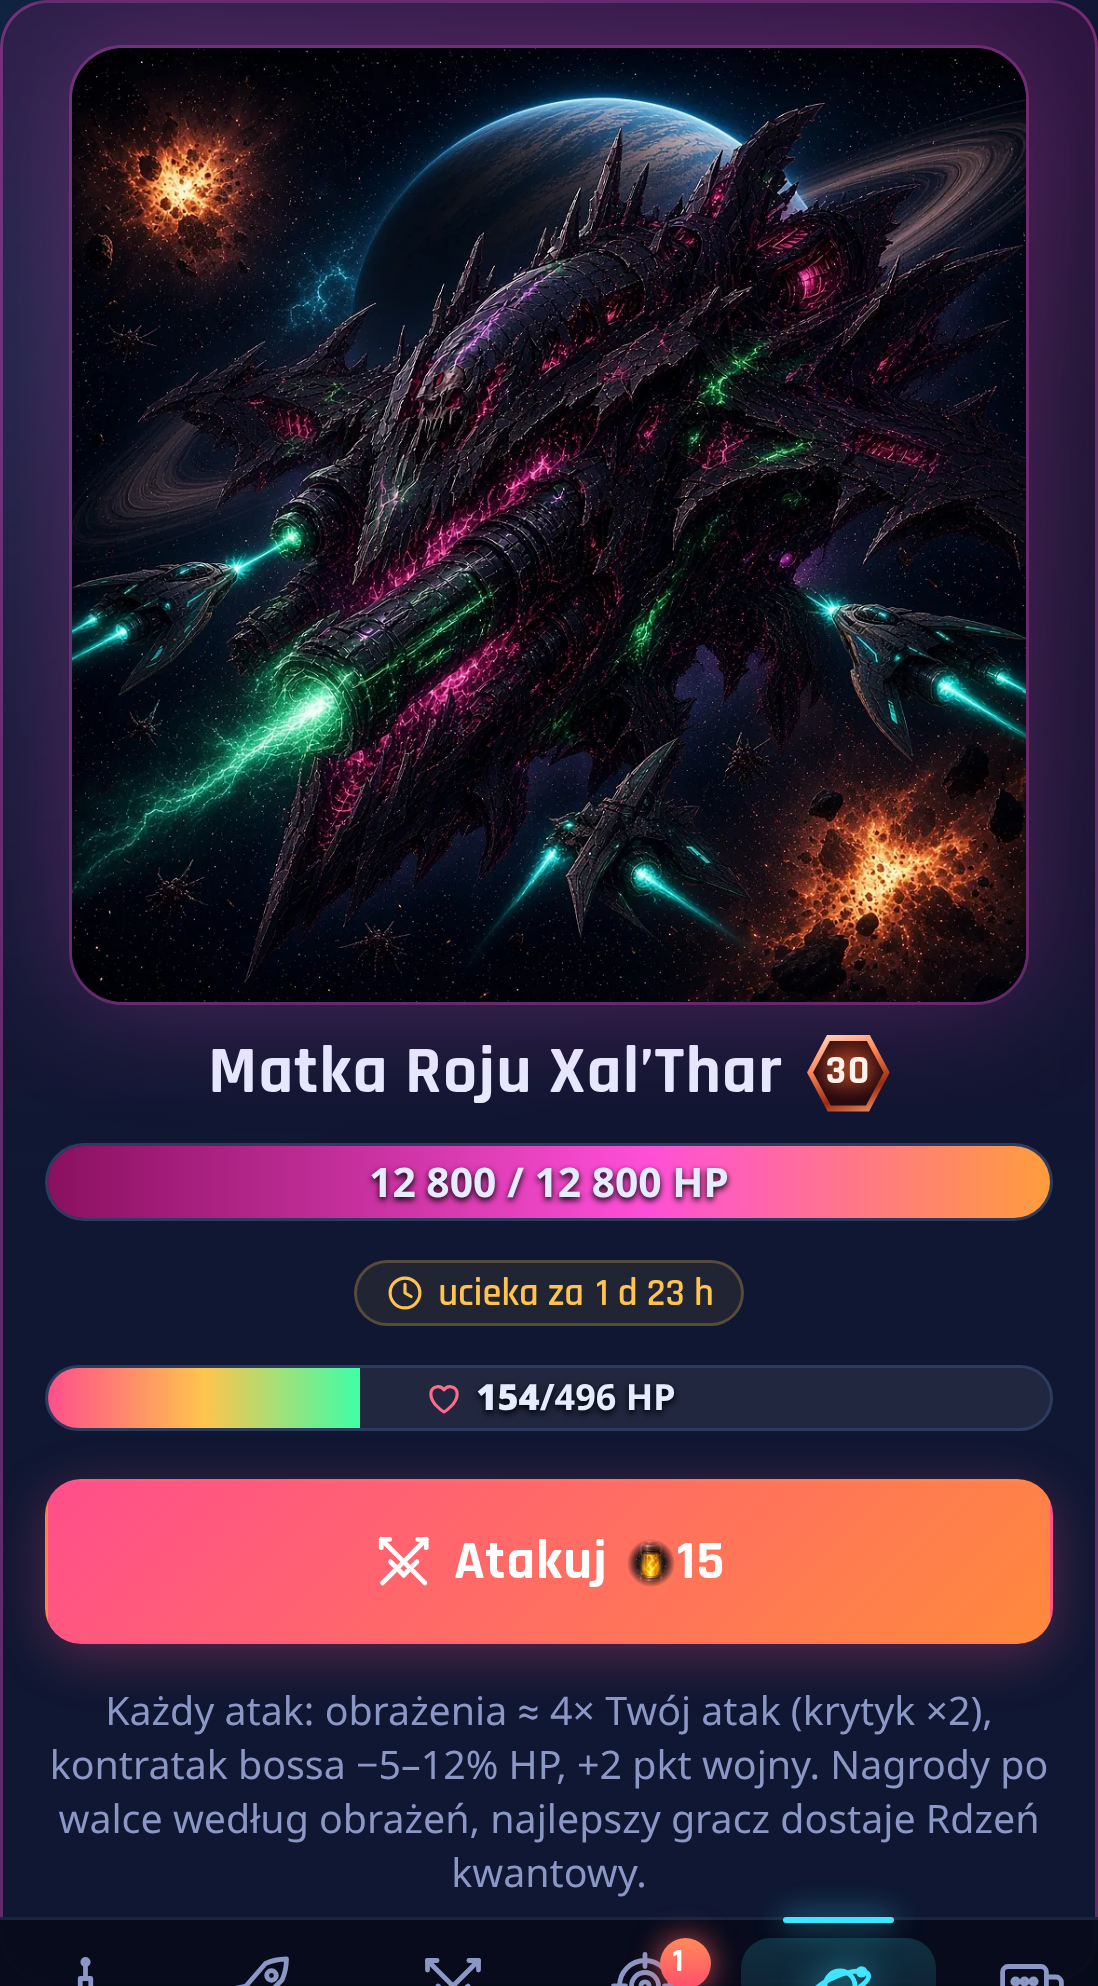 Matka Roju Xal'Thar 30
12 800 / 12 800 HP
ucieka za 1 d 23 h
154/496 HP
Atakuj 15
Każdy atak: obrażenia ≈ 4× Twój atak (krytyk ×2),
kontratak bossa −5–12% HP, +2 pkt wojny. Nagrody po
walce według obrażeń, najlepszy gracz dostaje Rdzeń
kwantowy.
1